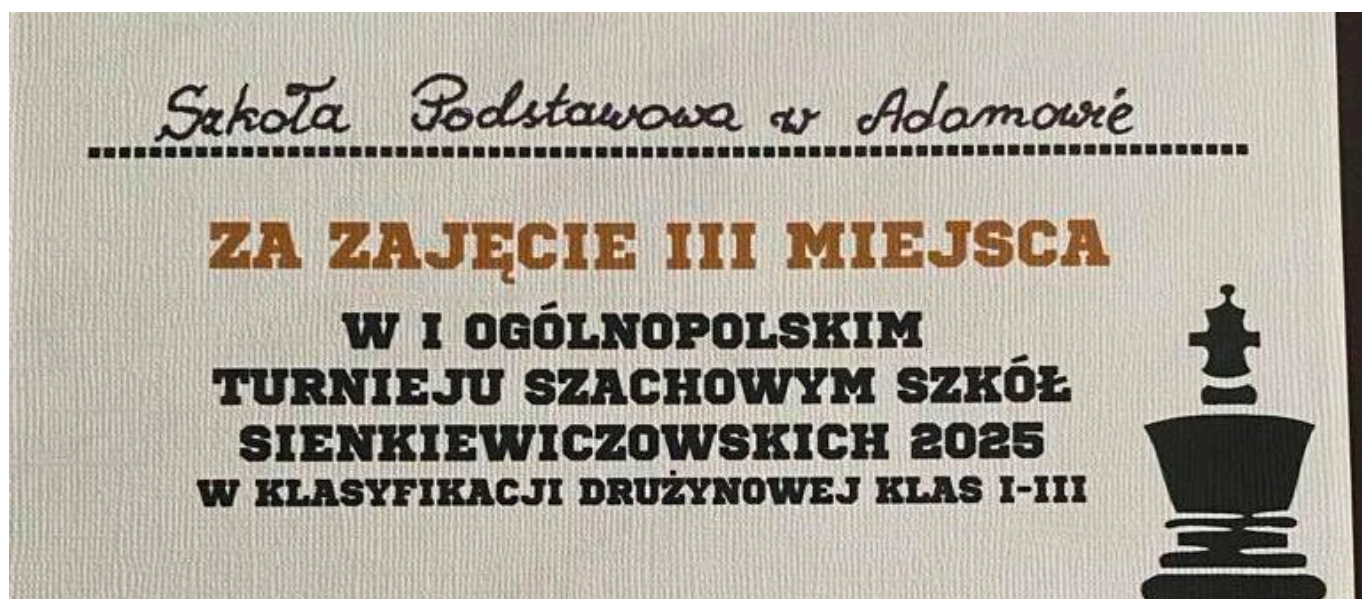 Szkoła Podstawowa w Adamowie
ZA ZAJĘCIE III MIEJSCA
W I OGÓLNOPOLSKIM
TURNIEJU SZACHOWYM SZKÓŁ
SIENKIEWICZOWSKICH 2025
W KLASYFIKACJI DRUŻYNOWEJ KLAS I-III